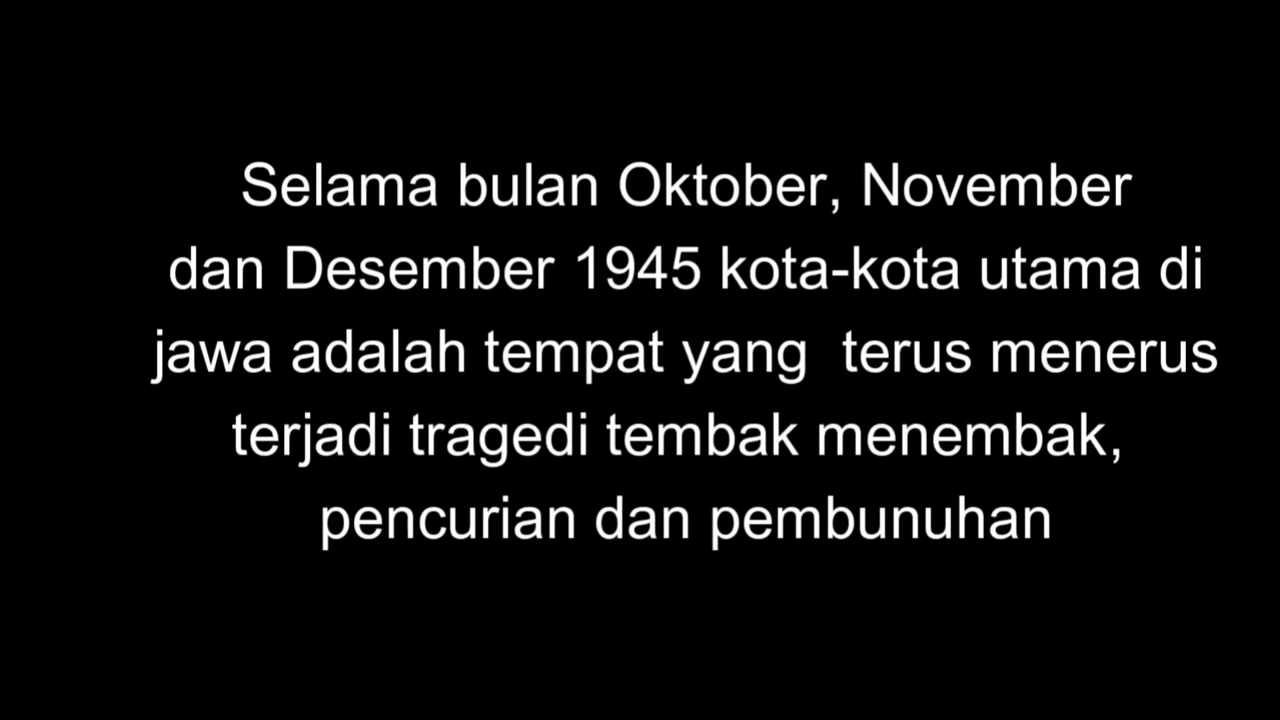 Selama bulan Oktober, November
dan Desember 1945 kota-kota utama di
jawa adalah tempat yang  terus menerus
terjadi tragedi tembak menembak,
pencurian dan pembunuhan